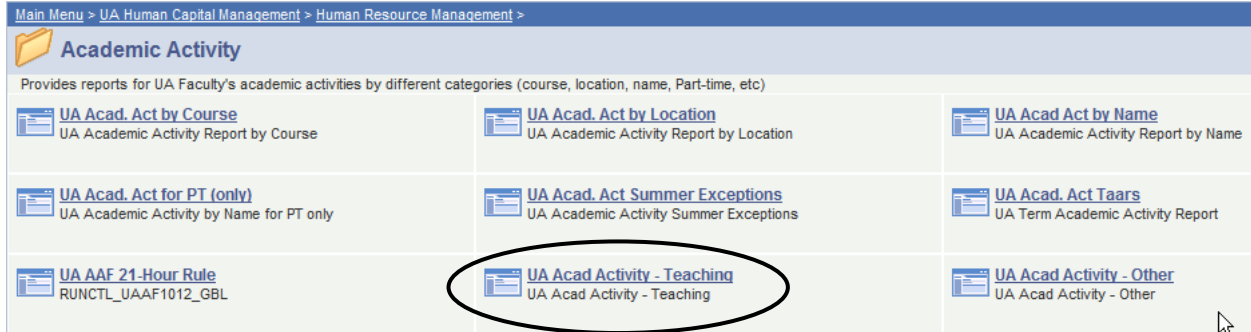 Main Menu > UA Human Capital Management > Human Resource Management >
Academic Activity
Provides reports for UA Faculty's academic activities by different categories (course, location, name, Part-time, etc)
UA Acad. Act by Course
UA Academic Activity Report by Course
UA Acad. Act by Location
UA Academic Activity Report by Location
UA Acad Act by Name
UA Academic Activity Report by Name
UA Acad. Act for PT (only)
UA Academic Activity by Name for PT only
UA Acad. Act Summer Exceptions
UA Academic Activity Summer Exceptions
UA Acad. Act Taars
UA Term Academic Activity Report
UA AAF 21-Hour Rule
RUNCTL_UAAF1012_GBL
UA Acad Activity - Teaching
UA Acad Activity - Teaching
UA Acad Activity - Other
UA Acad Activity - Other